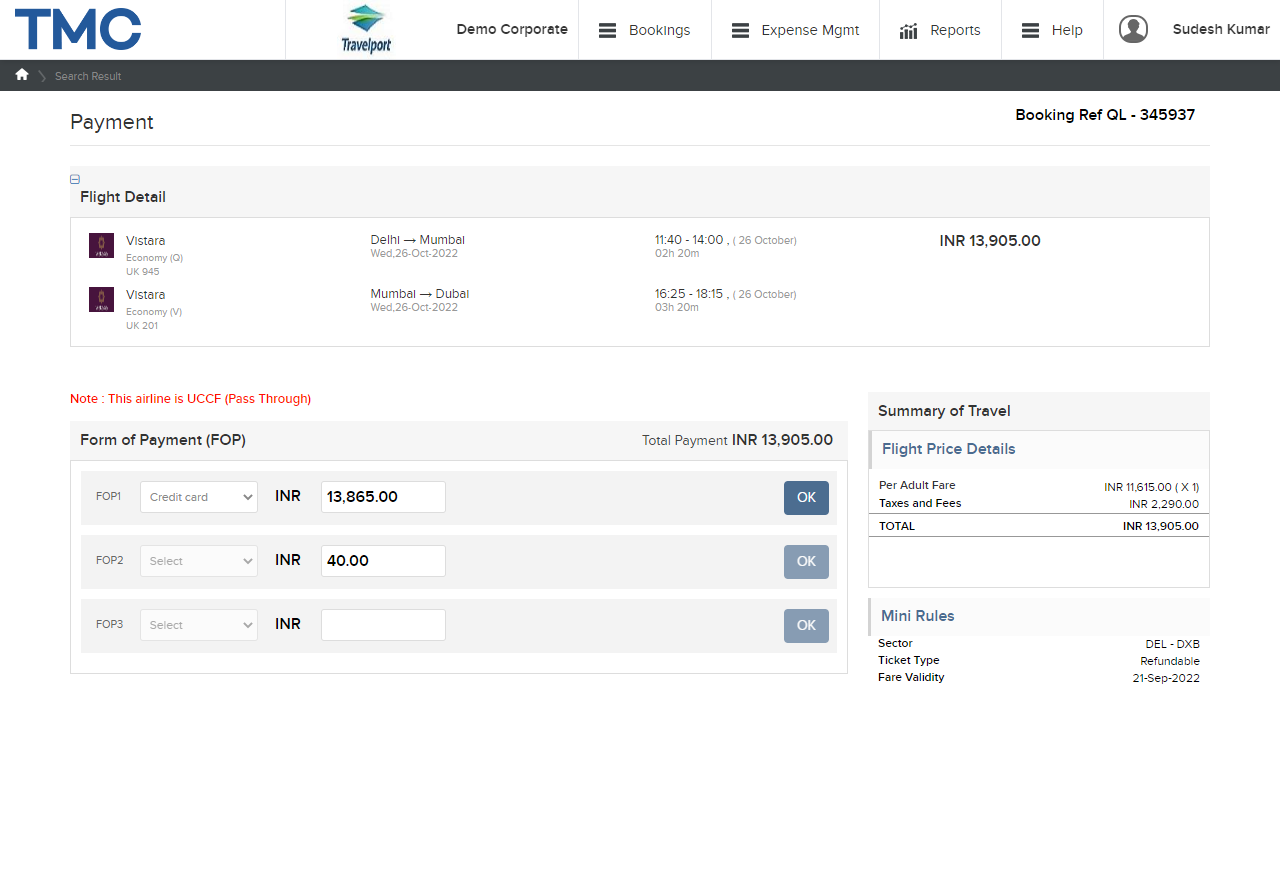 TMC
Travelport
Demo Corporate
Bookings
Expense Mgmt
Reports
Help
Sudesh Kumar
Search Result
Payment
Booking Ref QL - 345937
Flight Detail
Vistara
Economy (Q)
UK 945
Delhi → Mumbai
Wed,26-Oct-2022
11:40 - 14:00 , ( 26 October)
02h 20m
INR 13,905.00
Vistara
Economy (V)
UK 201
Mumbai → Dubai
Wed,26-Oct-2022
16:25 - 18:15 , ( 26 October)
03h 20m
Note : This airline is UCCF (Pass Through)
Form of Payment (FOP)
Total Payment INR 13,905.00
FOP1 Credit card INR 13,865.00 OK
FOP2 Select INR 40.00 OK
FOP3 Select INR OK
Summary of Travel
Flight Price Details
Per Adult Fare INR 11,615.00 ( X 1)
Taxes and Fees INR 2,290.00
TOTAL INR 13,905.00
Mini Rules
Sector DEL - DXB
Ticket Type Refundable
Fare Validity 21-Sep-2022